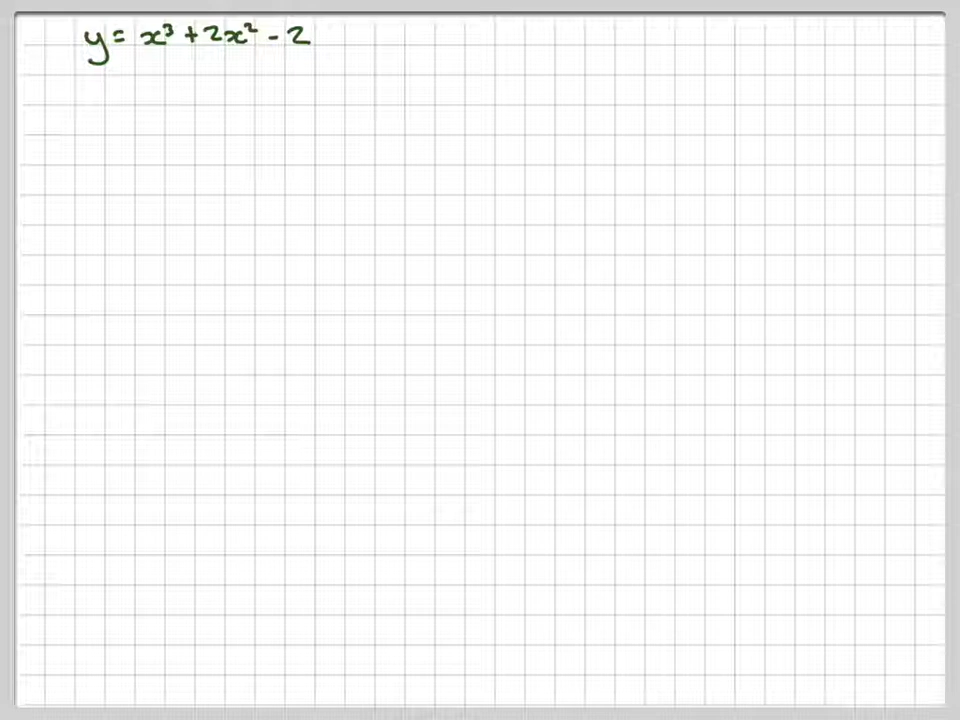 y = x³ + 2x² - 2